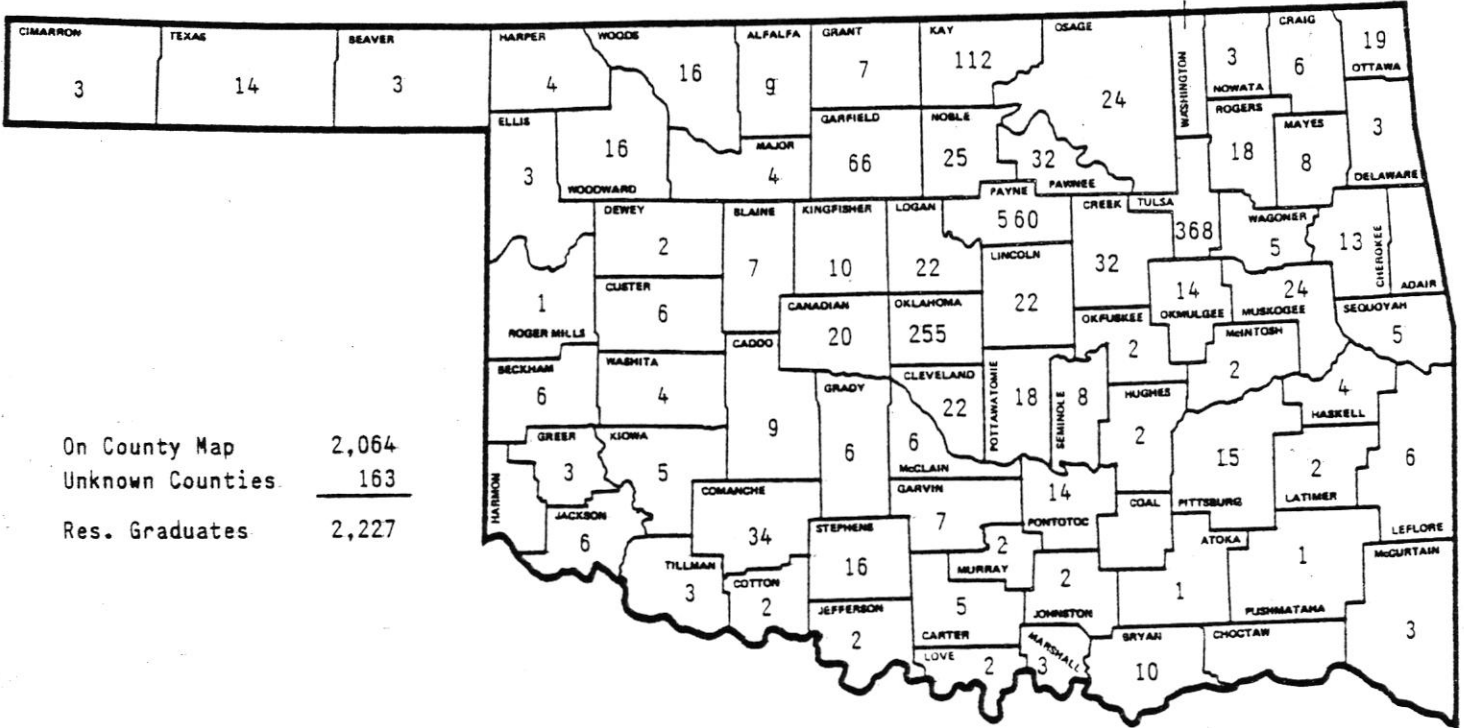 CIMARRON
3
TEXAS
14
BEAVER
3
HARPER
4
WOODS
16
ALFALFA
9
GRANT
7
KAY
112
OSAGE
24
WASHINGTON
3
NOWATA
CRAIG
6
19
OTTAWA
ELLIS
3
16
WOODWARD
MAJOR
4
GARFIELD
66
NOBLE
25
32
PAWNEE
ROGERS
18
MAYES
8
3
DELAWARE
DEWEY
2
BLAINE
7
KINGFISHER
10
LOGAN
22
PAYNE
560
CREEK
32
TULSA
368
WAGONER
5
13
CHEROKEE
ADAIR
1
ROGER MILLS
CUSTER
6
CANADIAN
20
OKLAHOMA
255
LINCOLN
22
OKFUSKEE
2
14
OKMULGEE
24
MUSKOGEE
SEQUOYAH
5
BECKHAM
6
WASHITA
4
CADDO
9
GRADY
6
CLEVELAND
22
6
McCLAIN
POTTAWATOMIE
18
SEMINOLE
8
HUGHES
2
McINTOSH
2
4
HASKELL
On County Map 2,064
Unknown Counties 163
Res. Graduates 2,227
HARMON
GREER
3
KIOWA
5
JACKSON
6
COMANCHE
34
GARVIN
7
14
PONTOTOC
COAL
15
PITTSBURG
2
LATIMER
6
LEFLORE
TILLMAN
3
COTTON
2
STEPHENS
16
JEFFERSON
2
2
MURRAY
5
CARTER
2
JOHNSTON
ATOKA
1
1
PUSHMATAHA
McCURTAIN
3
LOVE
2
MARSHALL
3
BRYAN
10
CHOCTAW